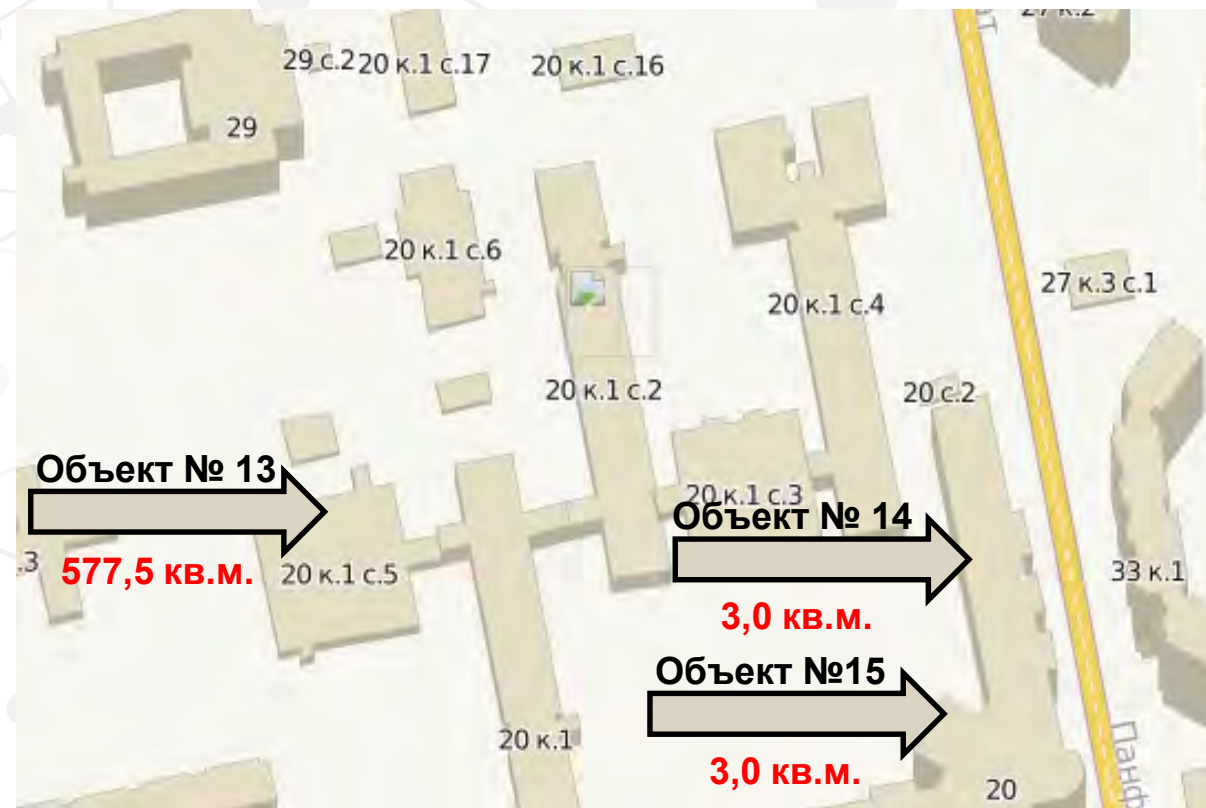 27 к.2
29 с.2
20 к.1 с.17
20 к.1 с.16
29
20 к.1 с.6
27 к.3 с.1
20 к.1 с.4
20 к.1 с.2
20 с.2
Объект № 13
20 к.1 с.3
Объект № 14
.3
577,5 кв.м.
20 к.1 с.5
33 к.1
3,0 кв.м.
Объект №15
20 к.1
3,0 кв.м.
20
Панф